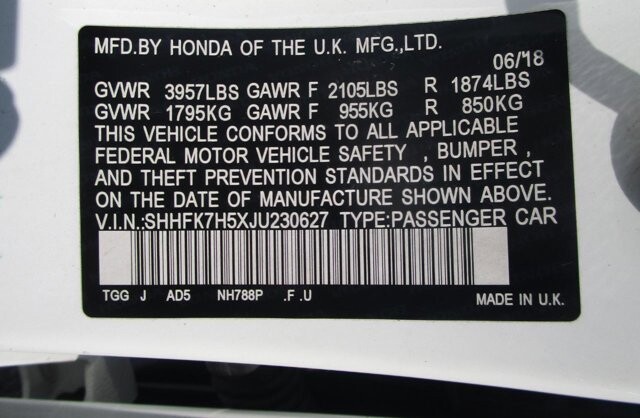 MFD.BY HONDA OF THE U.K. MFG.,LTD.
06/18
GVWR 3957LBS GAWR F 2105LBS R 1874LBS
GVWR 1795KG GAWR F 955KG R 850KG
THIS VEHICLE CONFORMS TO ALL APPLICABLE
FEDERAL MOTOR VEHICLE SAFETY , BUMPER ,
AND THEFT PREVENTION STANDARDS IN EFFECT
ON THE DATE OF MANUFACTURE SHOWN ABOVE.
V.I.N.:SHHFK7H5XJU230627 TYPE:PASSENGER CAR
TGG J AD5 NH788P .F .U MADE IN U.K.